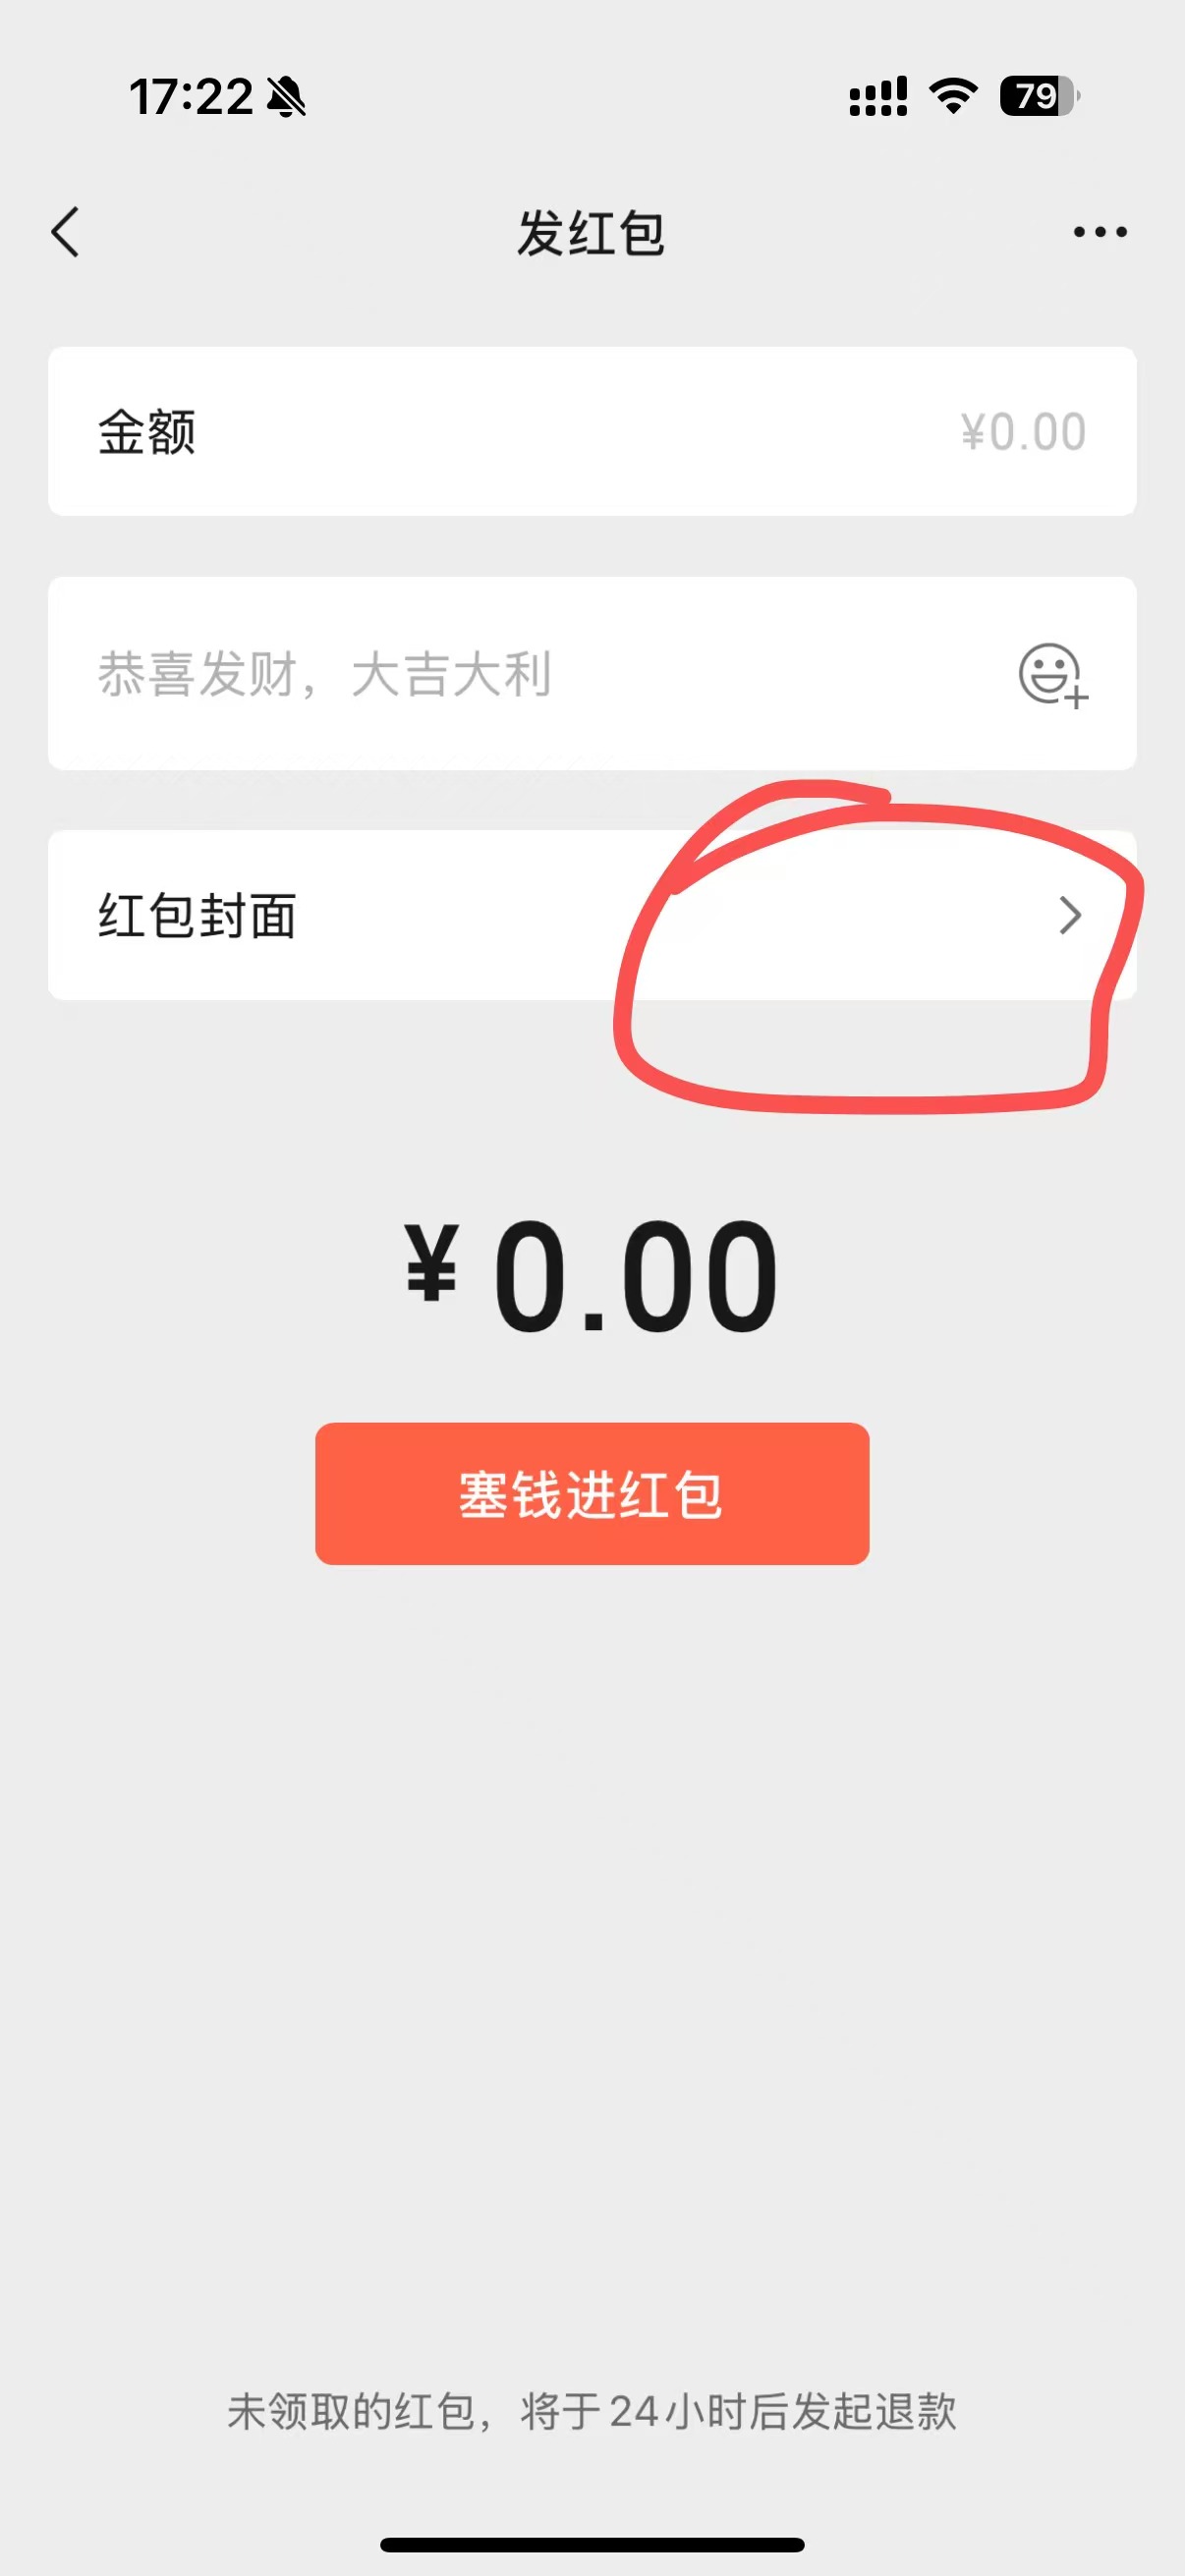 17:22
79
发红包
金额 ¥0.00
恭喜发财，大吉大利
红包封面
¥0.00
塞钱进红包
未领取的红包，将于24小时后发起退款